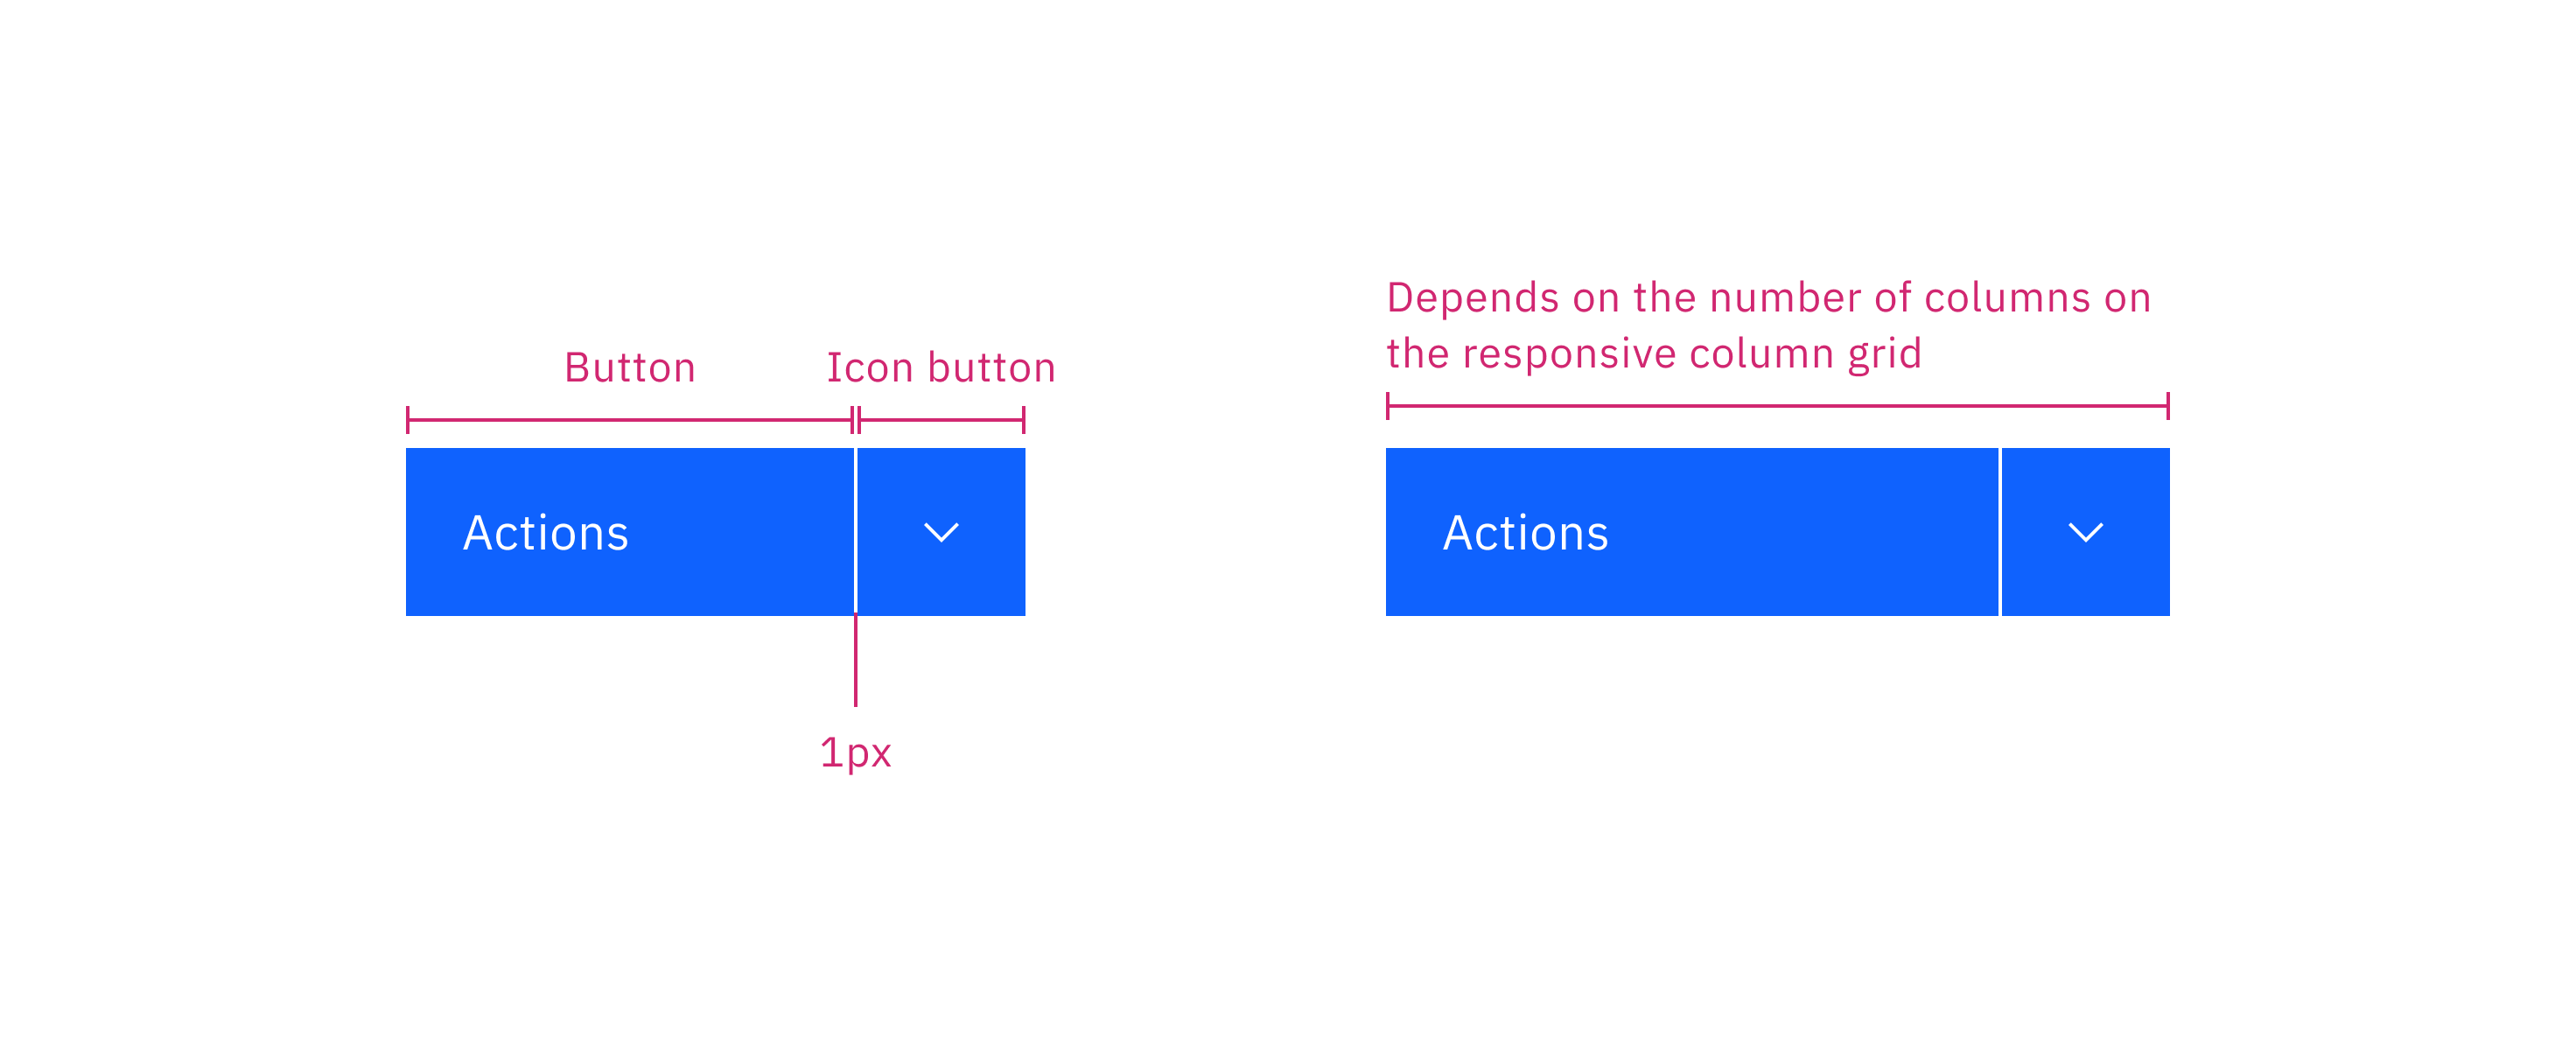 Button
Icon button
Actions
1px
Depends on the number of columns on
the responsive column grid
Actions